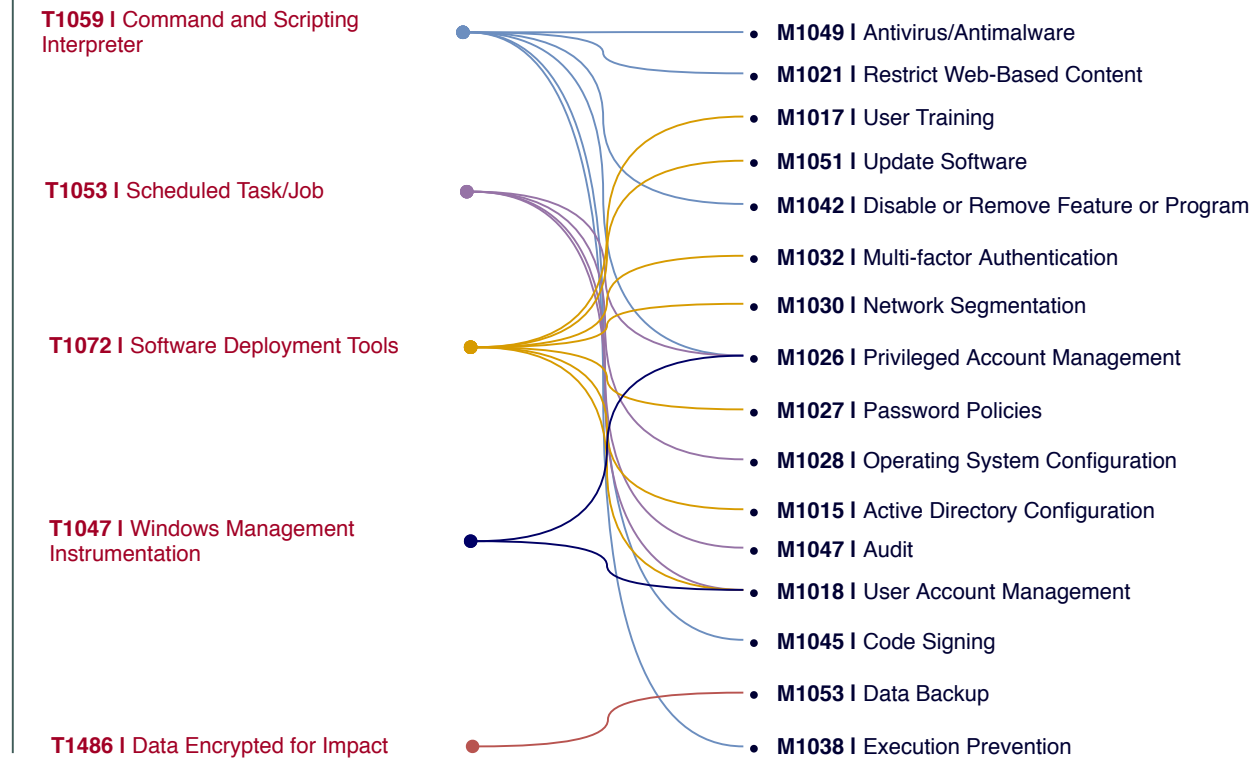 T1059 | Command and Scripting
Interpreter
T1053 | Scheduled Task/Job
T1072 | Software Deployment Tools
T1047 | Windows Management
Instrumentation
T1486 | Data Encrypted for Impact
M1049 | Antivirus/Antimalware
M1021 | Restrict Web-Based Content
M1017 | User Training
M1051 | Update Software
M1042 | Disable or Remove Feature or Program
M1032 | Multi-factor Authentication
M1030 | Network Segmentation
M1026 | Privileged Account Management
M1027 | Password Policies
M1028 | Operating System Configuration
M1015 | Active Directory Configuration
M1047 | Audit
M1018 | User Account Management
M1045 | Code Signing
M1053 | Data Backup
M1038 | Execution Prevention